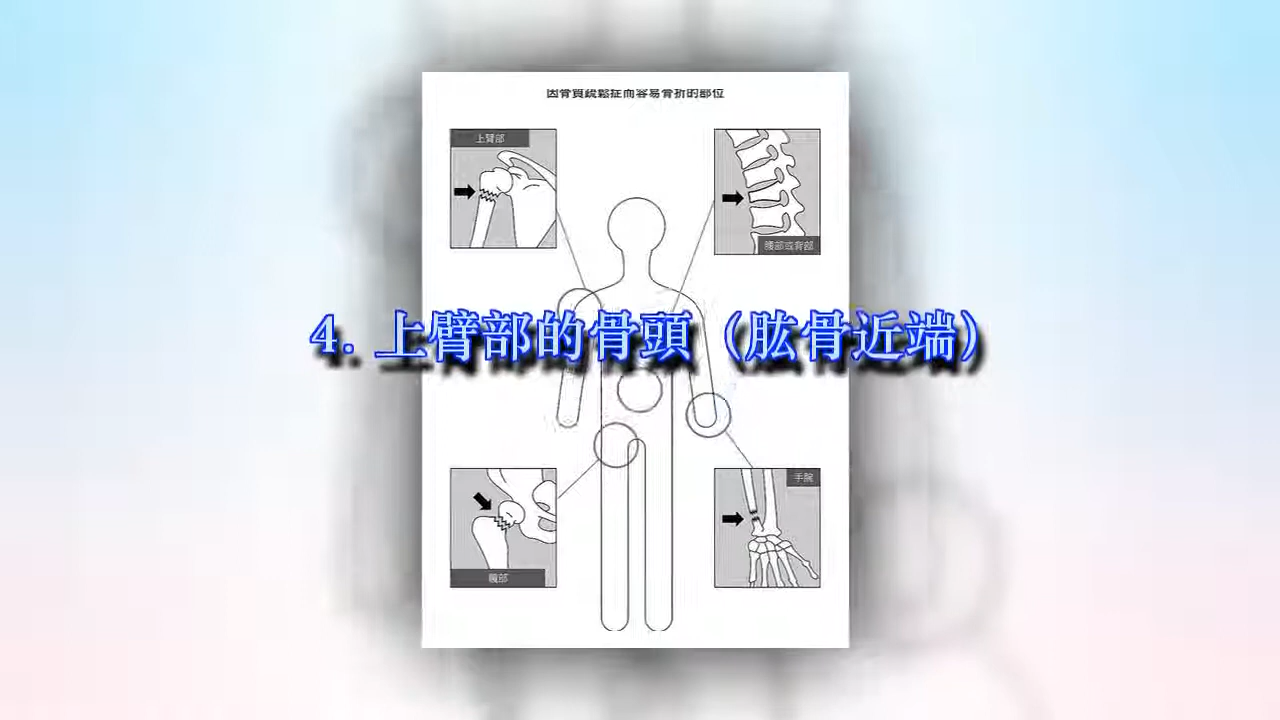 因骨質疏鬆症而容易骨折的部位
上臂部
腰部或背部
4. 上臂部的骨頭（肱骨近端）
手腕
髖部